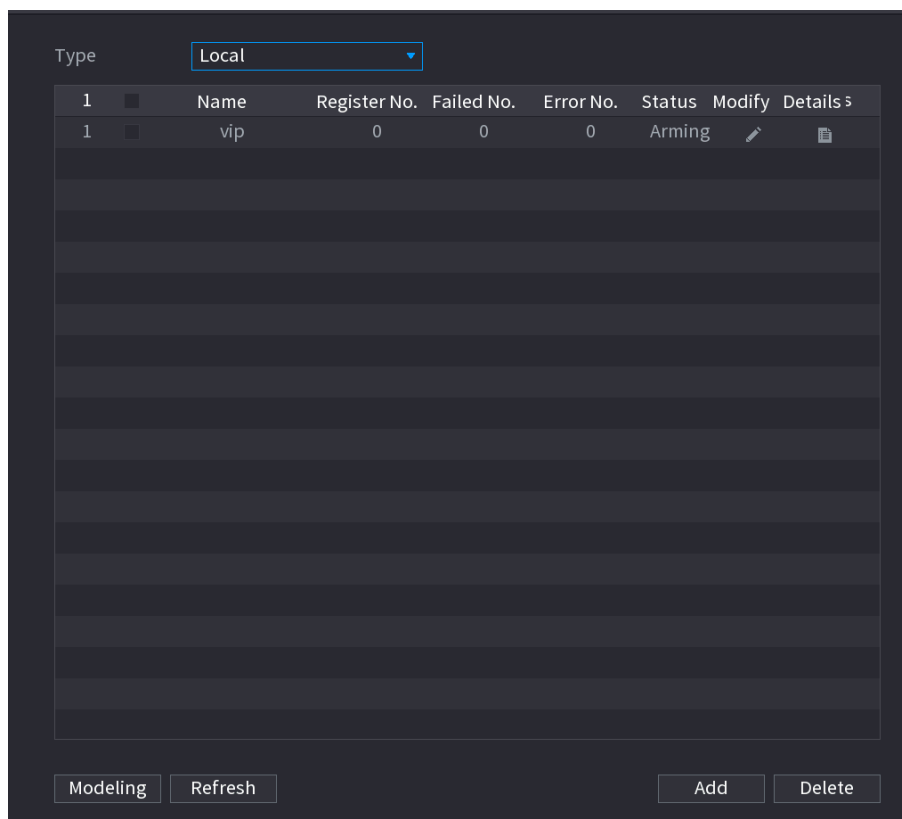 Type Local
1 Name Register No. Failed No. Error No. Status Modify Details s
1 vip 0 0 0 Arming
Modeling Refresh Add Delete